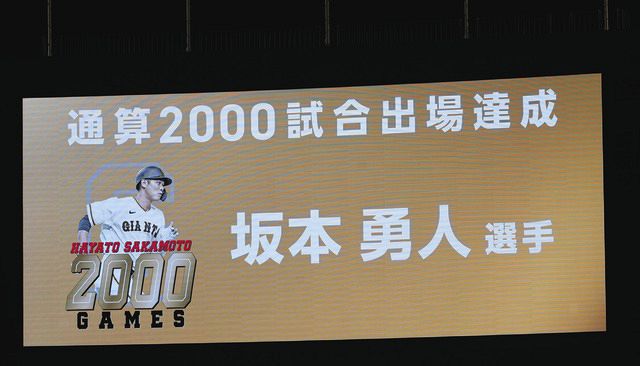 通算2000試合出場達成
坂本 勇人 選手
GIANTS
HAYATO SAKAMOTO
2000
GAMES